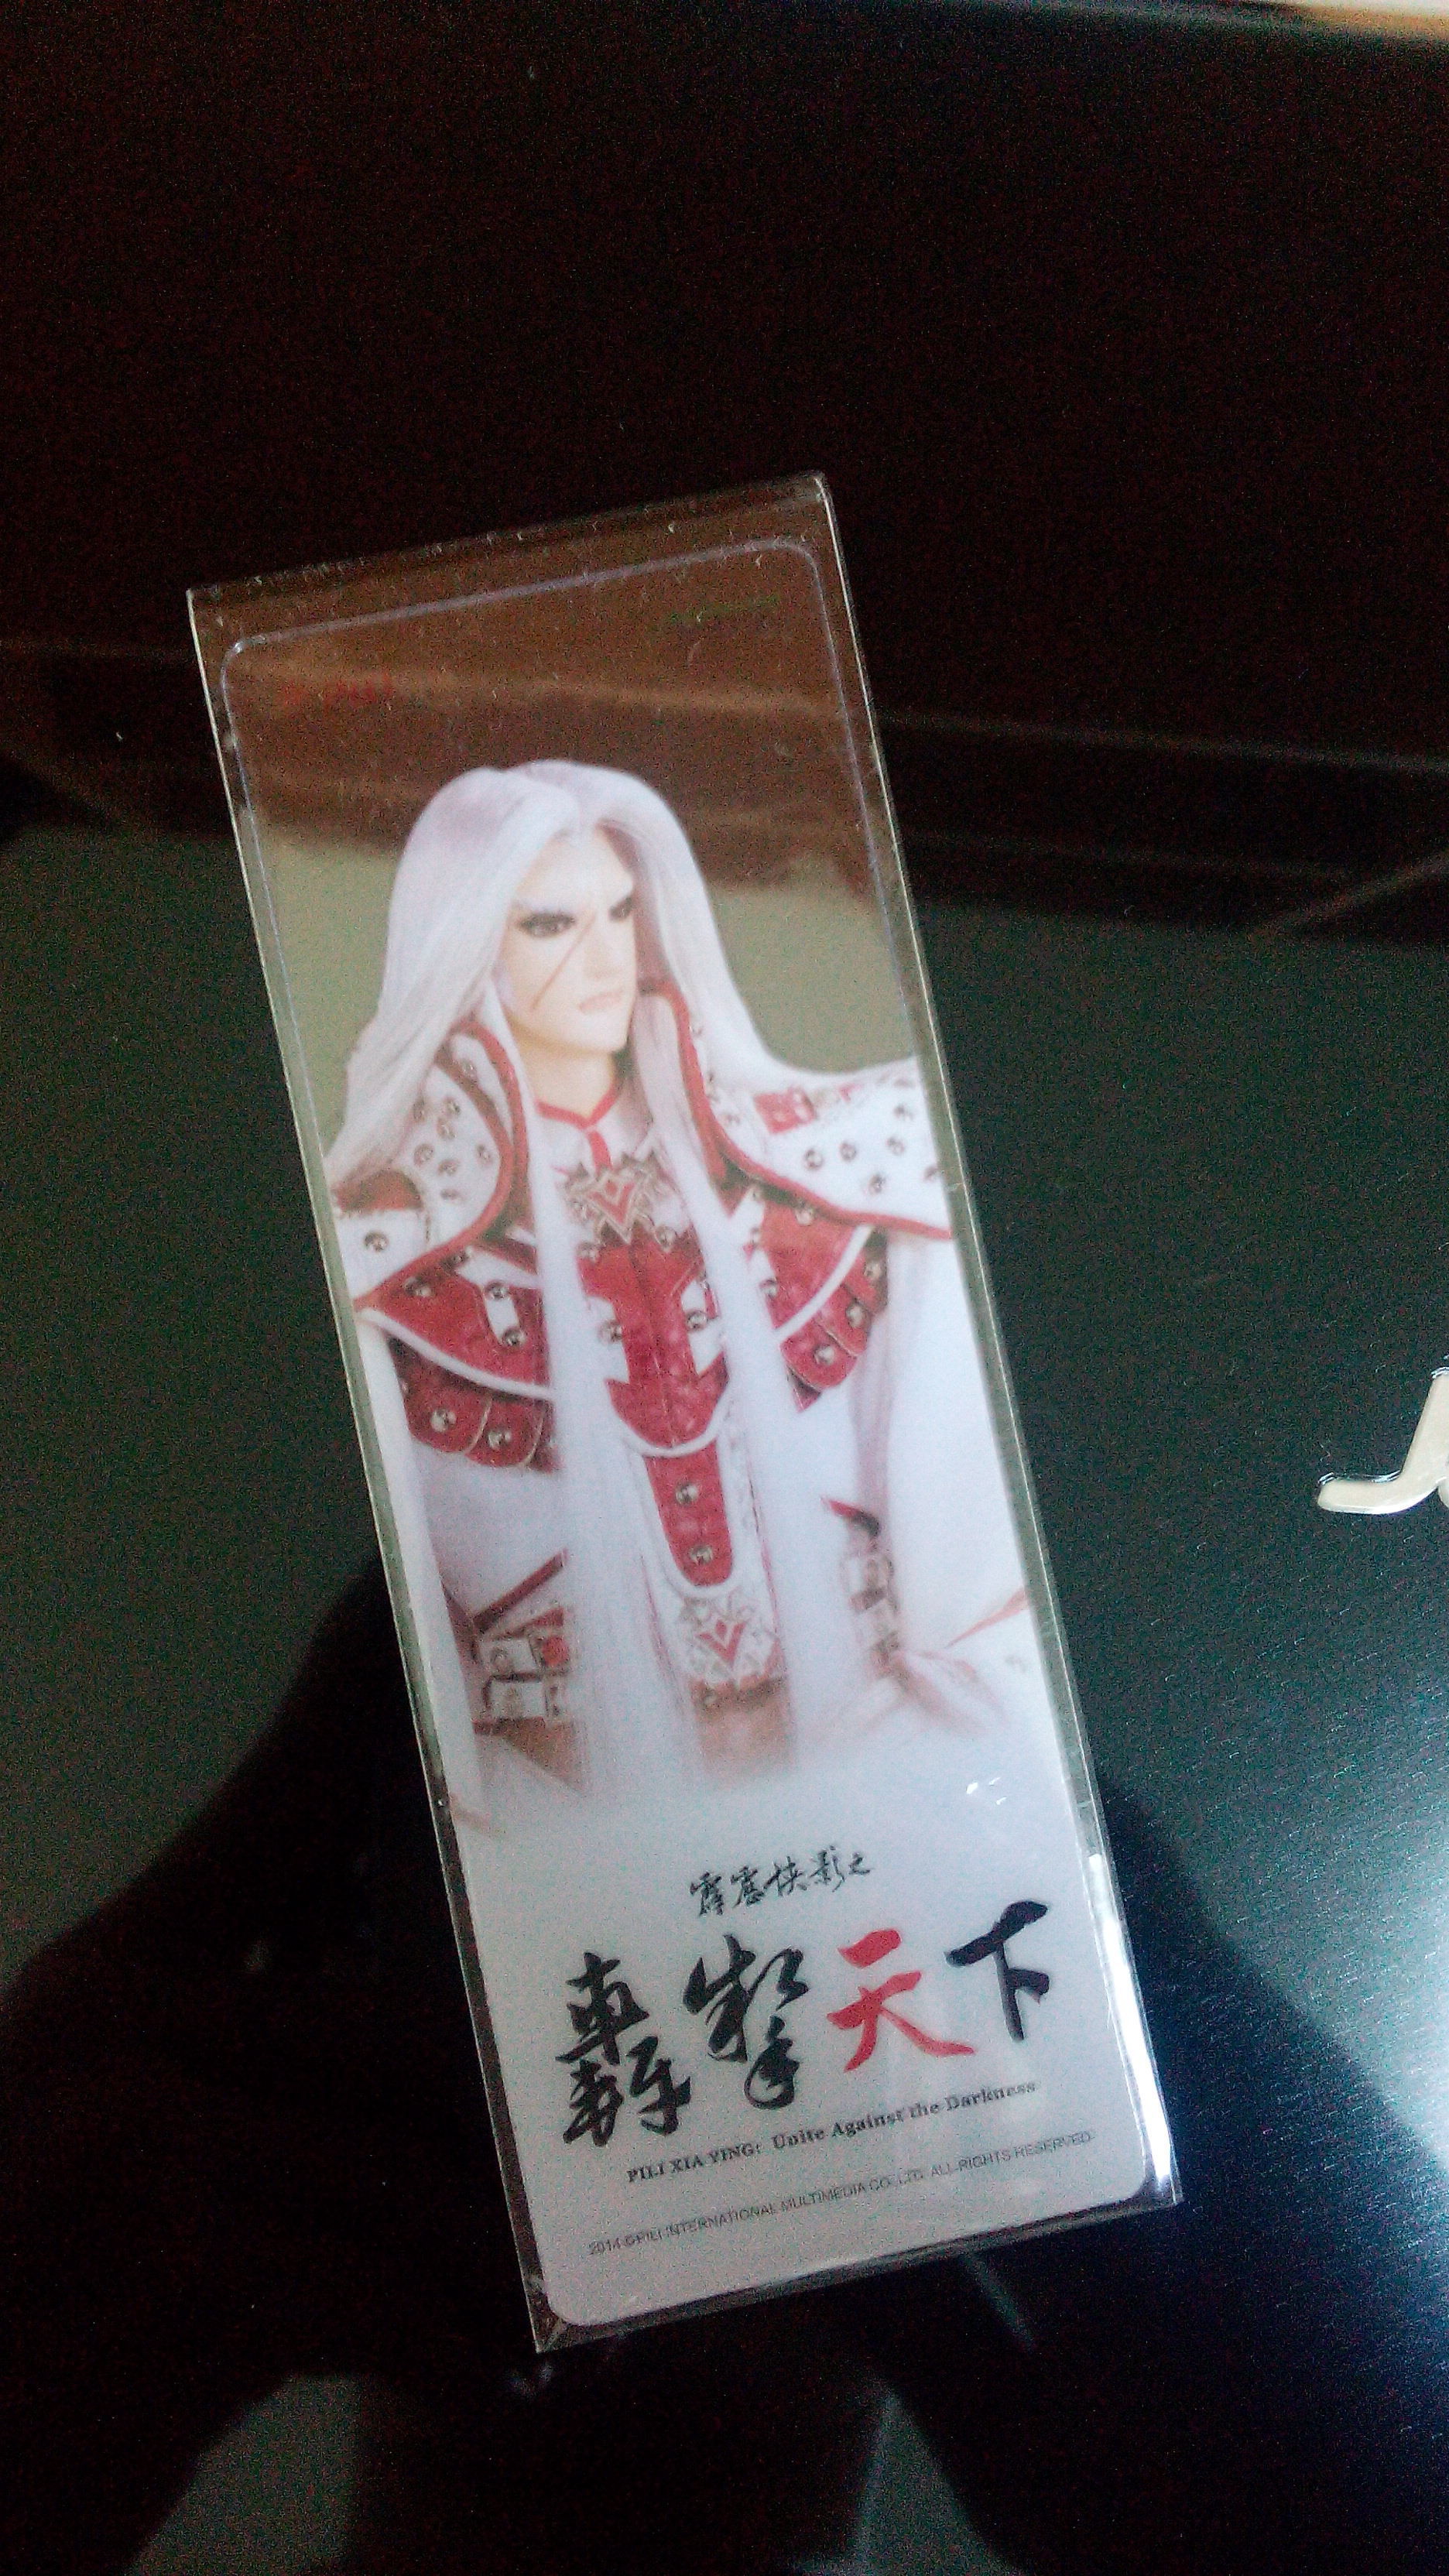 霹靂俠影之
轟掣天下
PILI XIA YING: Unite Against the Darkness
2014 ©PILI INTERNATIONAL MULTIMEDIA CO., LTD. ALL RIGHTS RESERVED